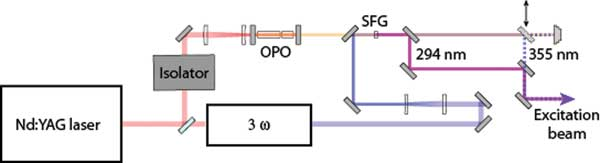 SFG
OPO
294 nm
355 nm
Isolator
Nd:YAG laser
3 ω
Excitation
beam